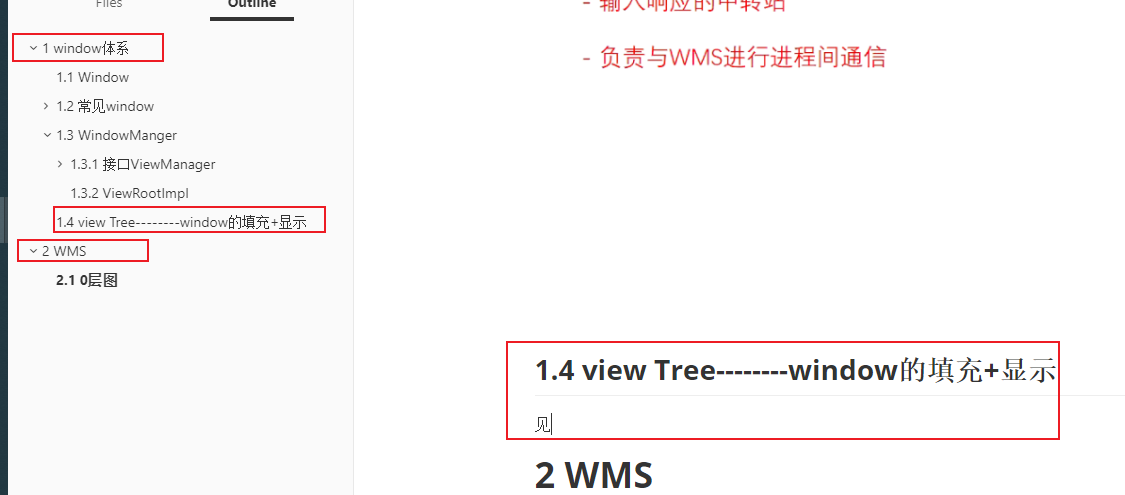 Files
Outline
1 window体系
1.1 Window
1.2 常见window
1.3 WindowManger
1.3.1 接口ViewManager
1.3.2 ViewRootImpl
1.4 view Tree--------window的填充+显示
2 WMS
2.1 0层图
- 输入响应的中转站
- 负责与WMS进行进程间通信
1.4 view Tree--------window的填充+显示
见
2 WMS